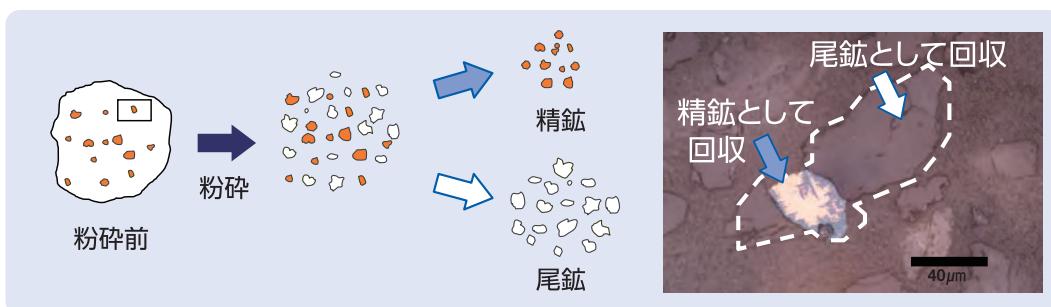 粉砕前
粉砕
精鉱
尾鉱
尾鉱として回収
精鉱として
回収
40μm